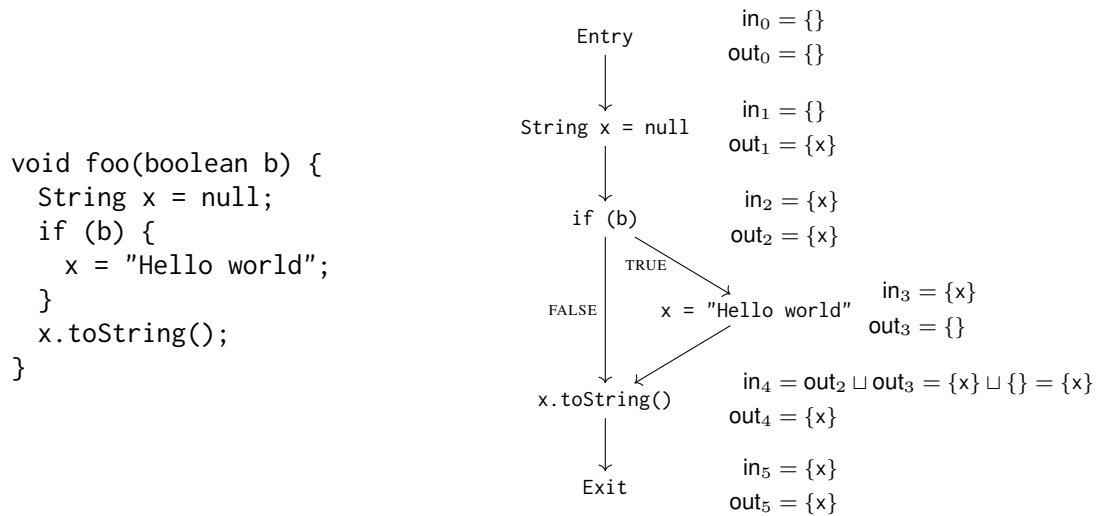 void foo(boolean b) {
String x = null;
if (b) {
x = "Hello world";
}
x.toString();
}
Entry
in₀ = {}
out₀ = {}
String x = null
in₁ = {}
out₁ = {x}
if (b)
in₂ = {x}
out₂ = {x}
TRUE
FALSE
x = "Hello world"
in₃ = {x}
out₃ = {}
x.toString()
in₄ = out₂ ⊔ out₃ = {x} ⊔ {} = {x}
out₄ = {x}
Exit
in₅ = {x}
out₅ = {x}